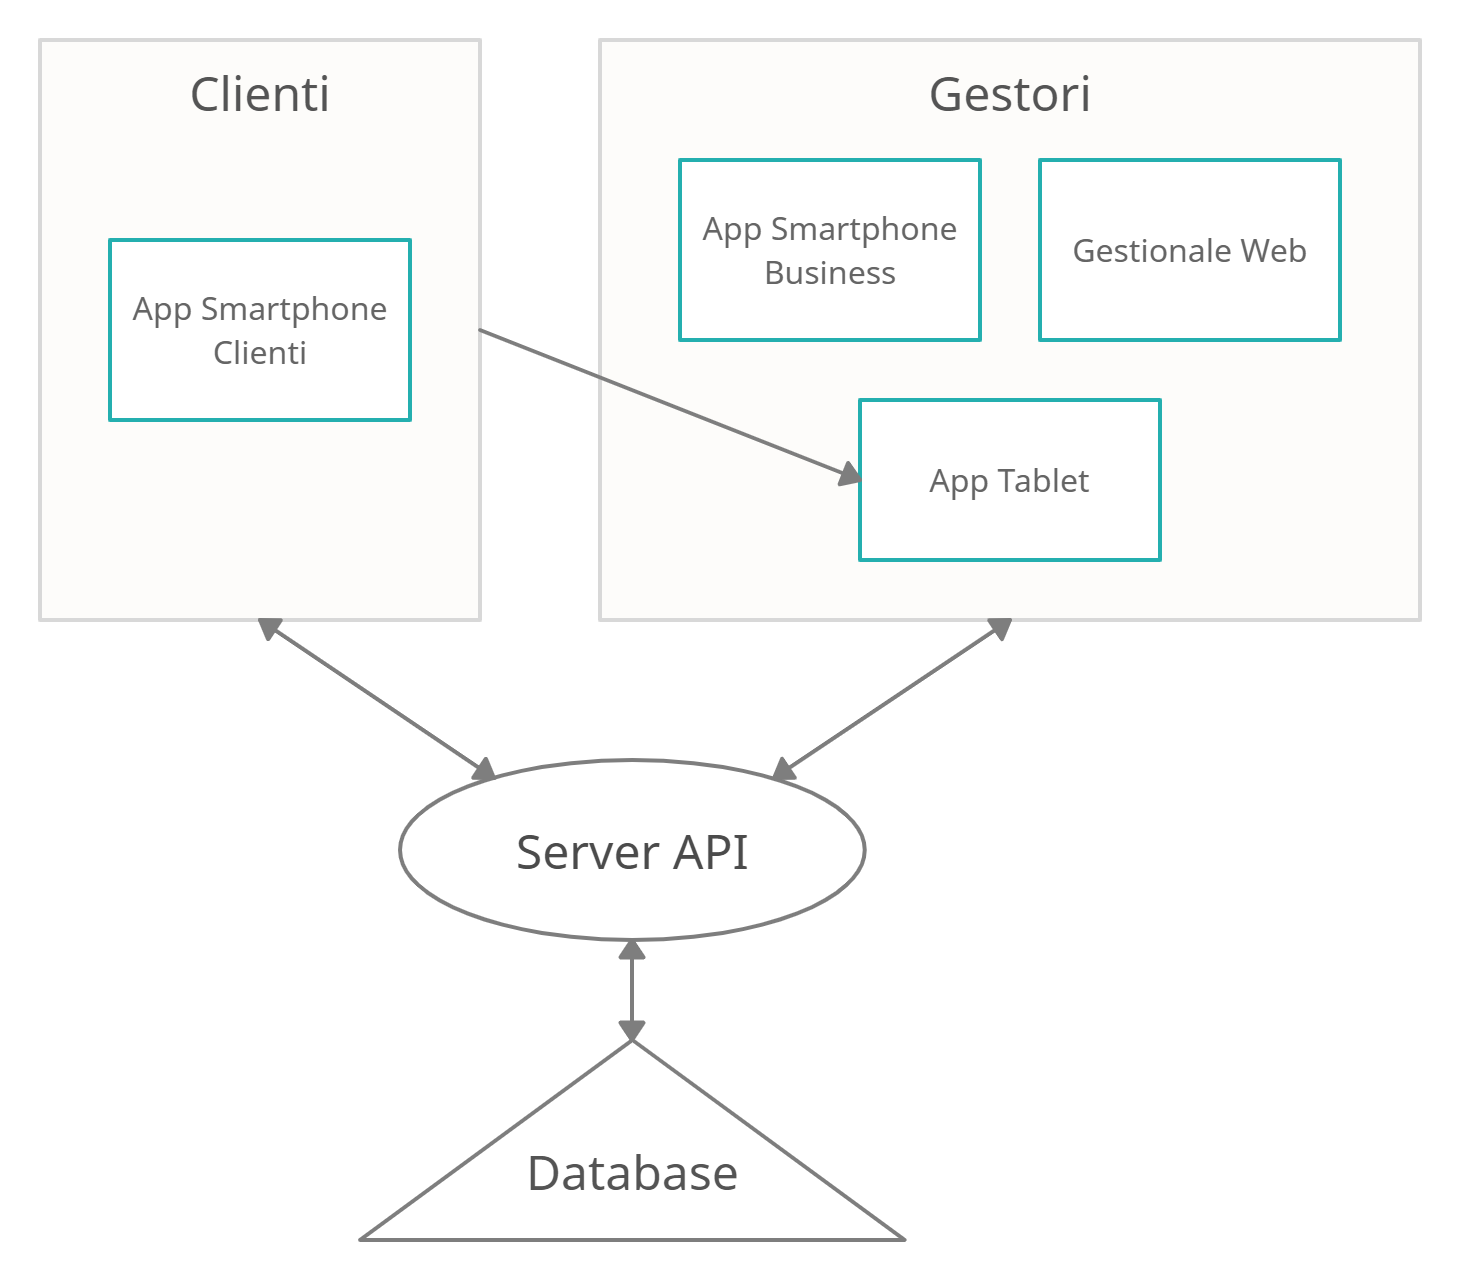 Clienti
App Smartphone
Clienti
Gestori
App Smartphone
Business
Gestionale Web
App Tablet
Server API
Database